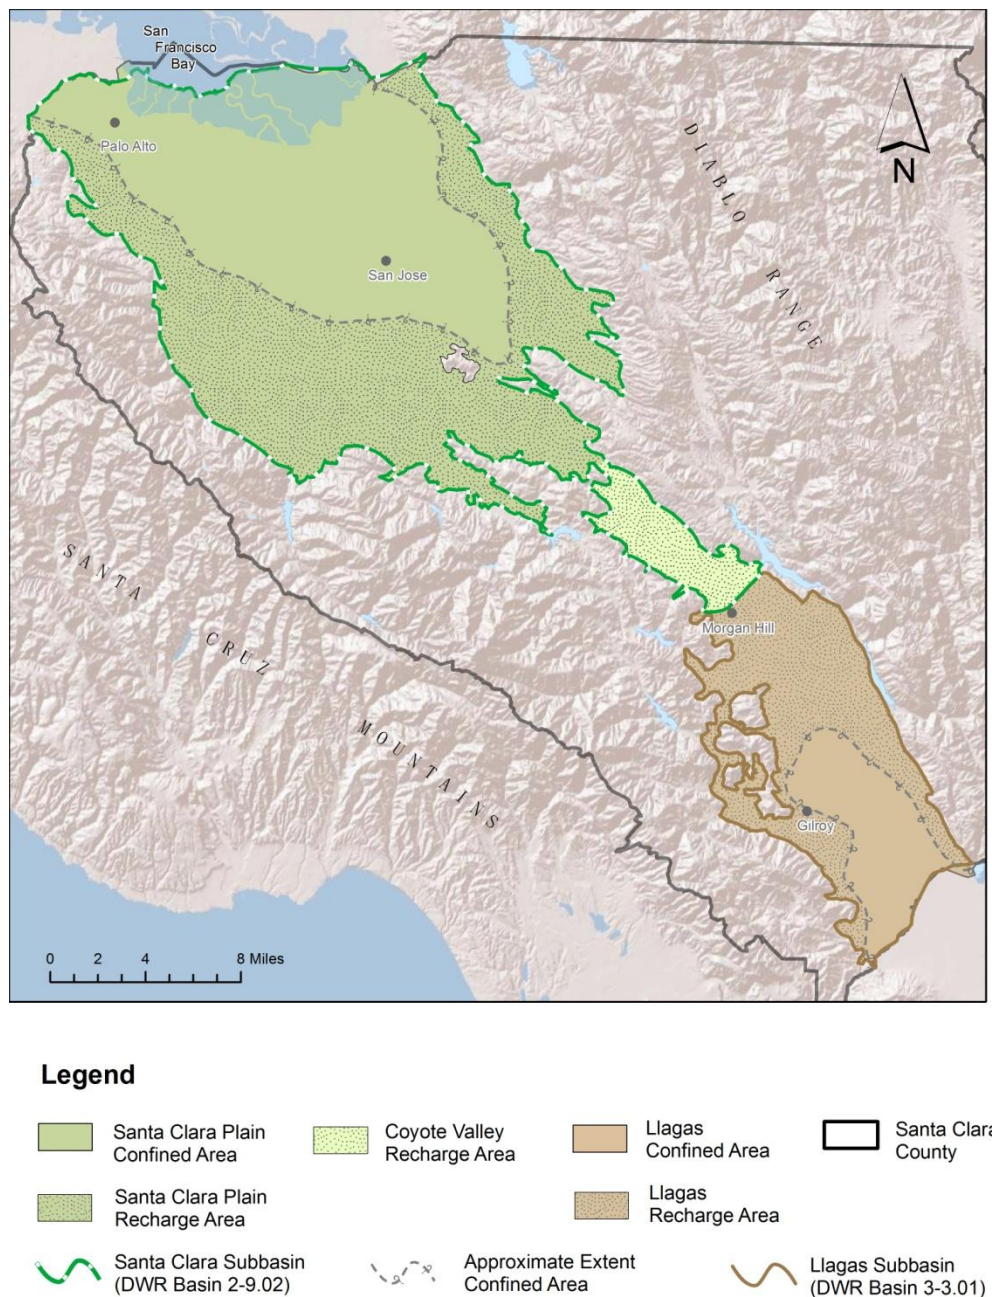 San
Francisco
Bay
Palo Alto
San Jose
DIABLO
RANGE
N
SANTA
CRUZ
MOUNTAINS
Morgan Hill
Gilroy
0 2 4 8 Miles
Legend
Santa Clara Plain
Confined Area
Coyote Valley
Recharge Area
Llagas
Confined Area
Santa Clara
County
Santa Clara Plain
Recharge Area
Llagas
Recharge Area
Santa Clara Subbasin
(DWR Basin 2-9.02)
Approximate Extent
Confined Area
Llagas Subbasin
(DWR Basin 3-3.01)